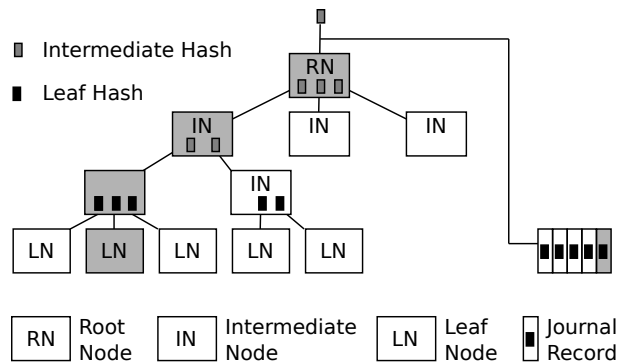 Intermediate Hash
RN
Leaf Hash
IN
IN
IN
IN
LN
LN
LN
LN
LN
RN
Root
Node
IN
Intermediate
Node
LN
Leaf
Node
Journal
Record